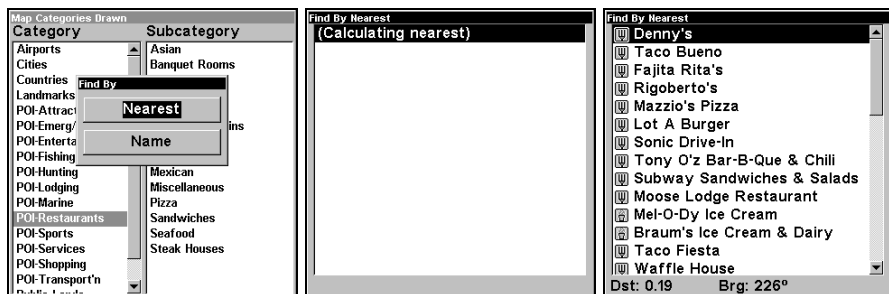 Map Categories Drawn
Category Subcategory
Airports
Cities
Countries
Landmarks
POI-Attract
POI-Emerg/
POI-Enterta
POI-Fishing
POI-Hunting
POI-Lodging
POI-Marine
POI-Restaurants
POI-Sports
POI-Services
POI-Shopping
POI-Transport'n
Public Lands
Asian
Banquet Rooms
ins
Mexican
Miscellaneous
Pizza
Sandwiches
Seafood
Steak Houses
Find By
Nearest
Name
Find By Nearest
(Calculating nearest)
Find By Nearest
Denny's
Taco Bueno
Fajita Rita's
Rigoberto's
Mazzio's Pizza
Lot A Burger
Sonic Drive-In
Tony O'z Bar-B-Que & Chili
Subway Sandwiches & Salads
Moose Lodge Restaurant
Mel-O-Dy Ice Cream
Braum's Ice Cream & Dairy
Taco Fiesta
Waffle House
Dst: 0.19 Brg: 226º